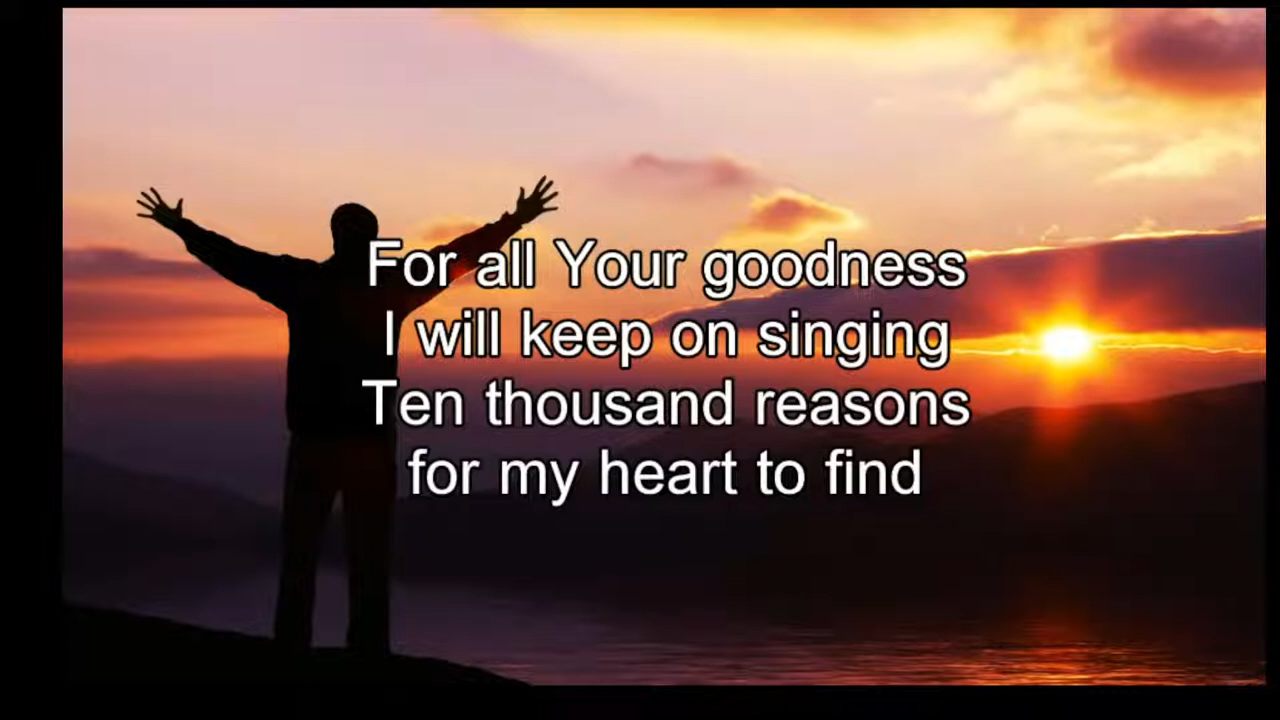 For all Your goodness
I will keep on singing
Ten thousand reasons
for my heart to find